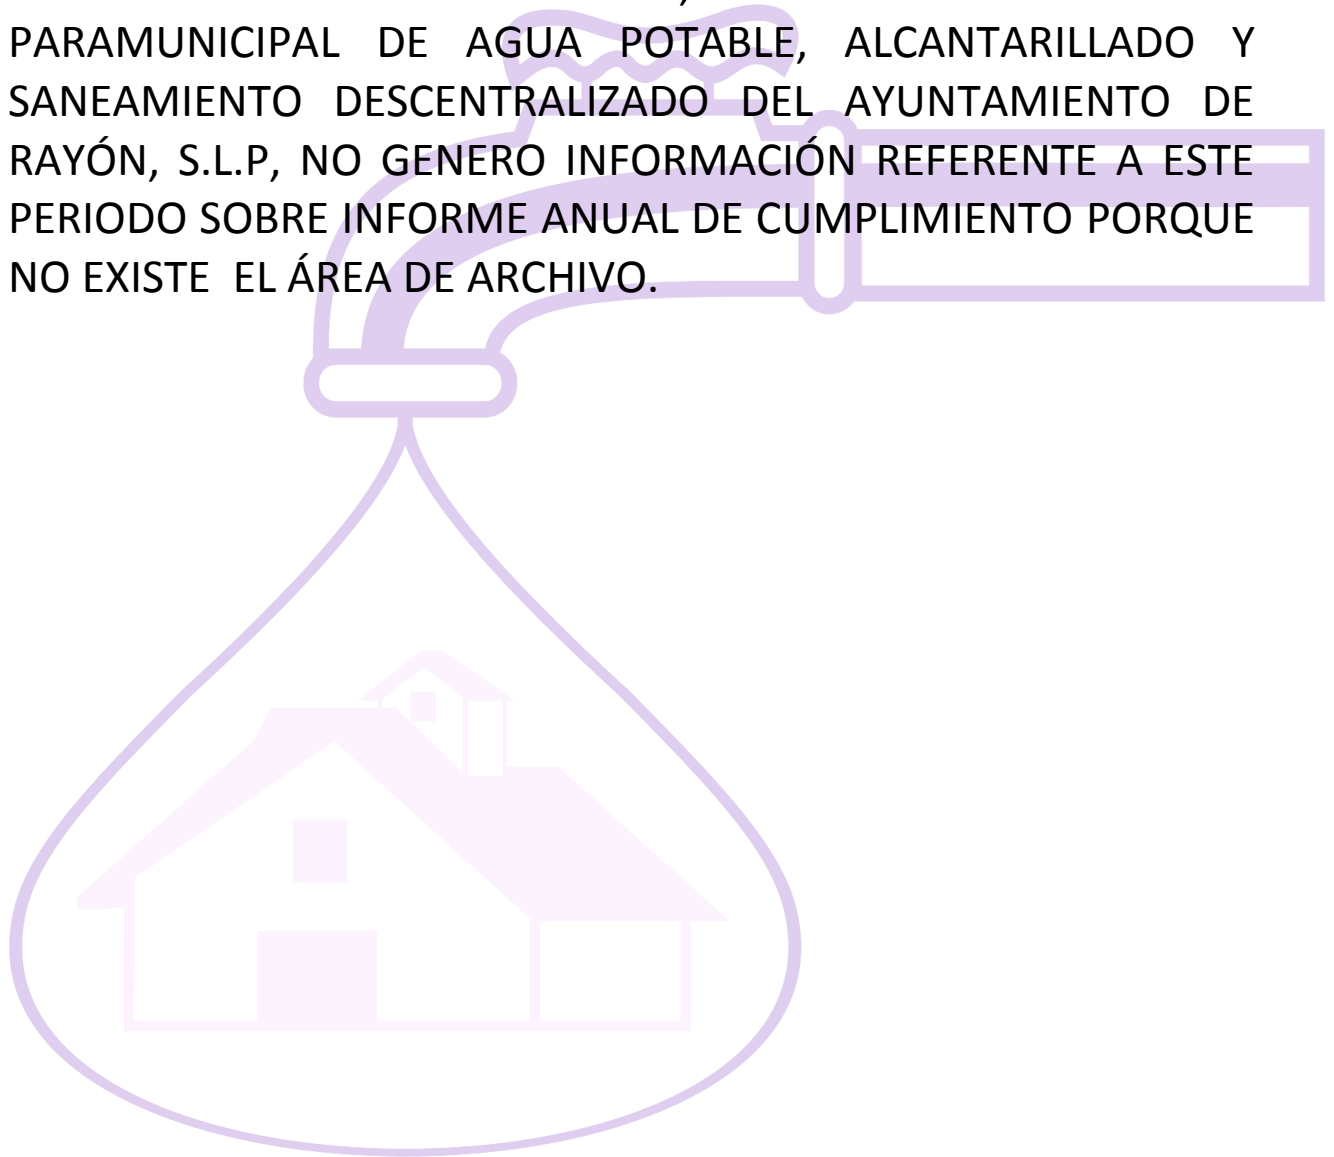 PARAMUNICIPAL DE AGUA POTABLE, ALCANTARILLADO Y
SANEAMIENTO DESCENTRALIZADO DEL AYUNTAMIENTO DE
RAYÓN, S.L.P, NO GENERO INFORMACIÓN REFERENTE A ESTE
PERIODO SOBRE INFORME ANUAL DE CUMPLIMIENTO PORQUE
NO EXISTE EL ÁREA DE ARCHIVO.